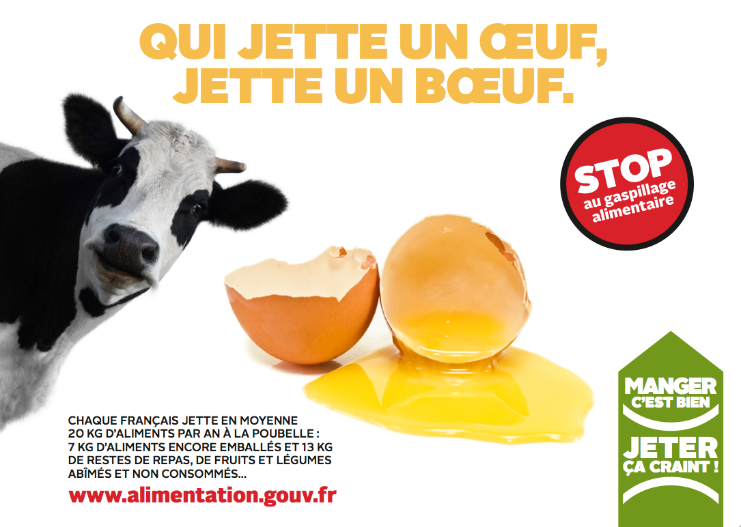 QUI JETTE UN ŒUF,
JETTE UN BŒUF.
STOP
au gaspillage
alimentaire
MANGER
C'EST BIEN
JETER
ÇA CRAINT !
CHAQUE FRANÇAIS JETTE EN MOYENNE
20 KG D'ALIMENTS PAR AN À LA POUBELLE :
7 KG D'ALIMENTS ENCORE EMBALLÉS ET 13 KG
DE RESTES DE REPAS, DE FRUITS ET LÉGUMES
ABÎMÉS ET NON CONSOMMÉS...
www.alimentation.gouv.fr